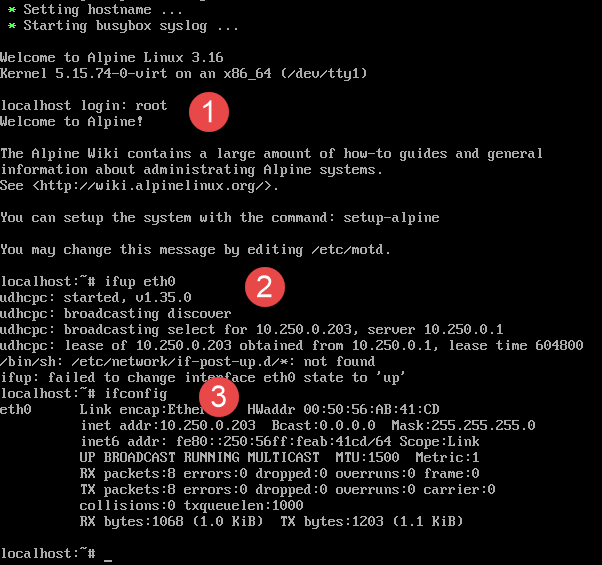 * Setting hostname ...
* Starting busybox syslog ...
Welcome to Alpine Linux 3.16
Kernel 5.15.74-0-virt on an x86_64 (/dev/tty1)
localhost login: root
1
Welcome to Alpine!
The Alpine Wiki contains a large amount of how-to guides and general
information about administrating Alpine systems.
See <http://wiki.alpinelinux.org/>.
You can setup the system with the command: setup-alpine
You may change this message by editing /etc/motd.
localhost:~# ifup eth0
2
udhcpc: started, v1.35.0
udhcpc: broadcasting discover
udhcpc: broadcasting select for 10.250.0.203, server 10.250.0.1
udhcpc: lease of 10.250.0.203 obtained from 10.250.0.1, lease time 604800
/bin/sh: /etc/network/if-post-up.d/*: not found
ifup: failed to change interface eth0 state to 'up'
localhost:~# ifconfig
3
eth0 Link encap:Ether HWaddr 00:50:56:AB:41:CD
inet addr:10.250.0.203 Bcast:0.0.0.0 Mask:255.255.255.0
inet6 addr: fe80::250:56ff:feab:41cd/64 Scope:Link
UP BROADCAST RUNNING MULTICAST MTU:1500 Metric:1
RX packets:8 errors:0 dropped:0 overruns:0 frame:0
TX packets:8 errors:0 dropped:0 overruns:0 carrier:0
collisions:0 txqueuelen:1000
RX bytes:1068 (1.0 KiB) TX bytes:1203 (1.1 KiB)
localhost:~# _